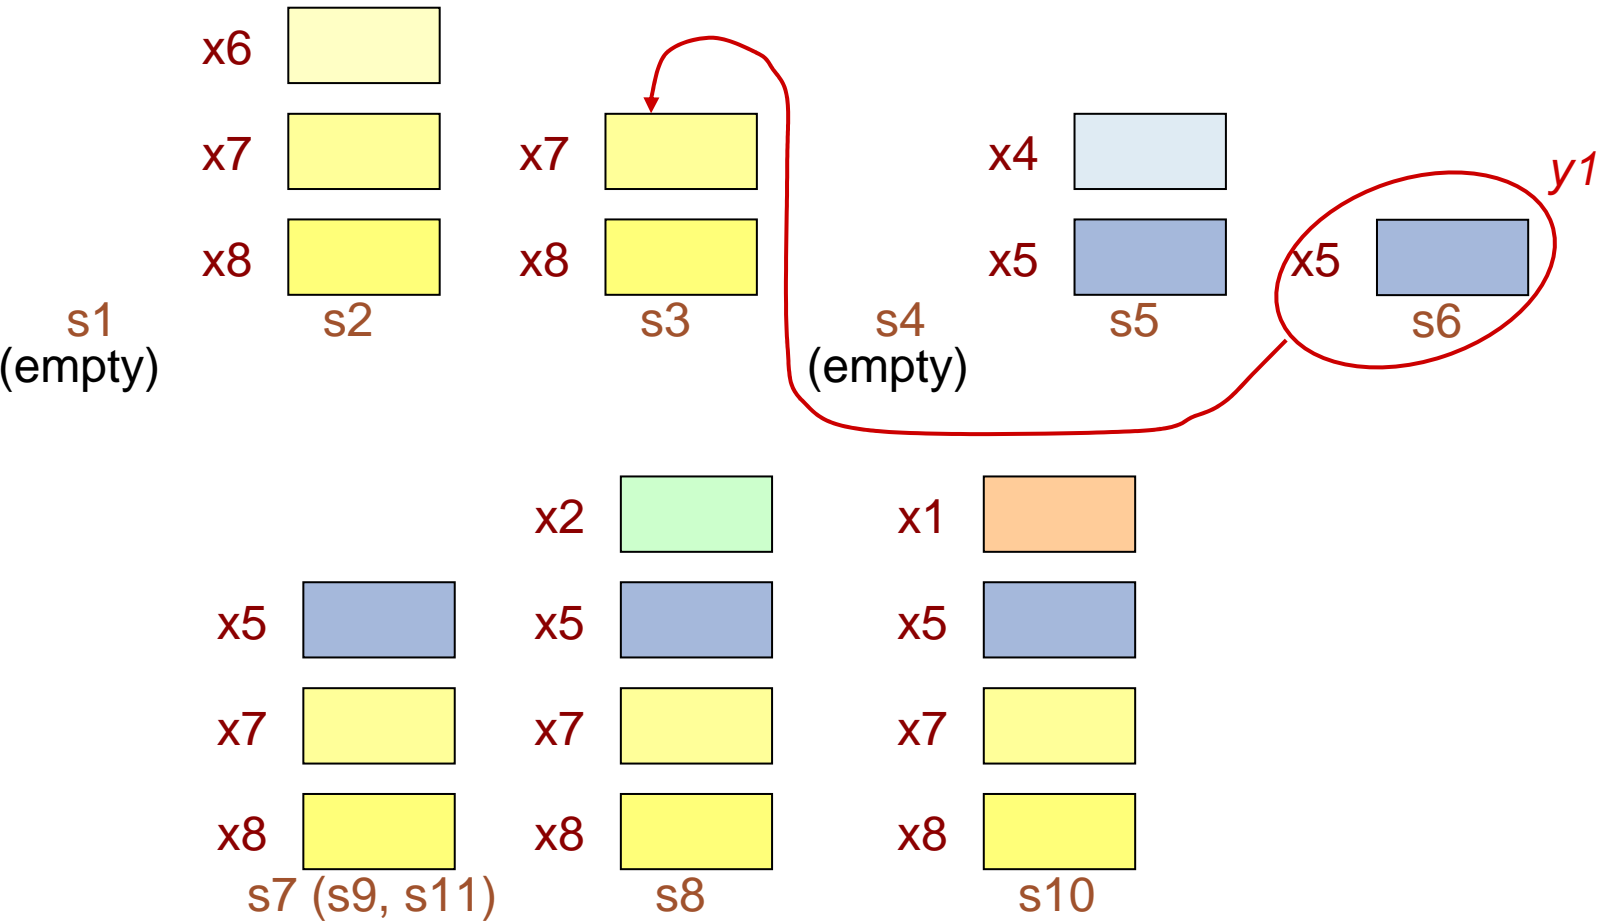 x6
x7 x7 x4 y1
x8 x8 x5 x5
s1 s2 s3 s4 s5 s6
(empty) (empty)
x2 x1
x5 x5 x5
x7 x7 x7
x8 x8 x8
s7 (s9, s11) s8 s10